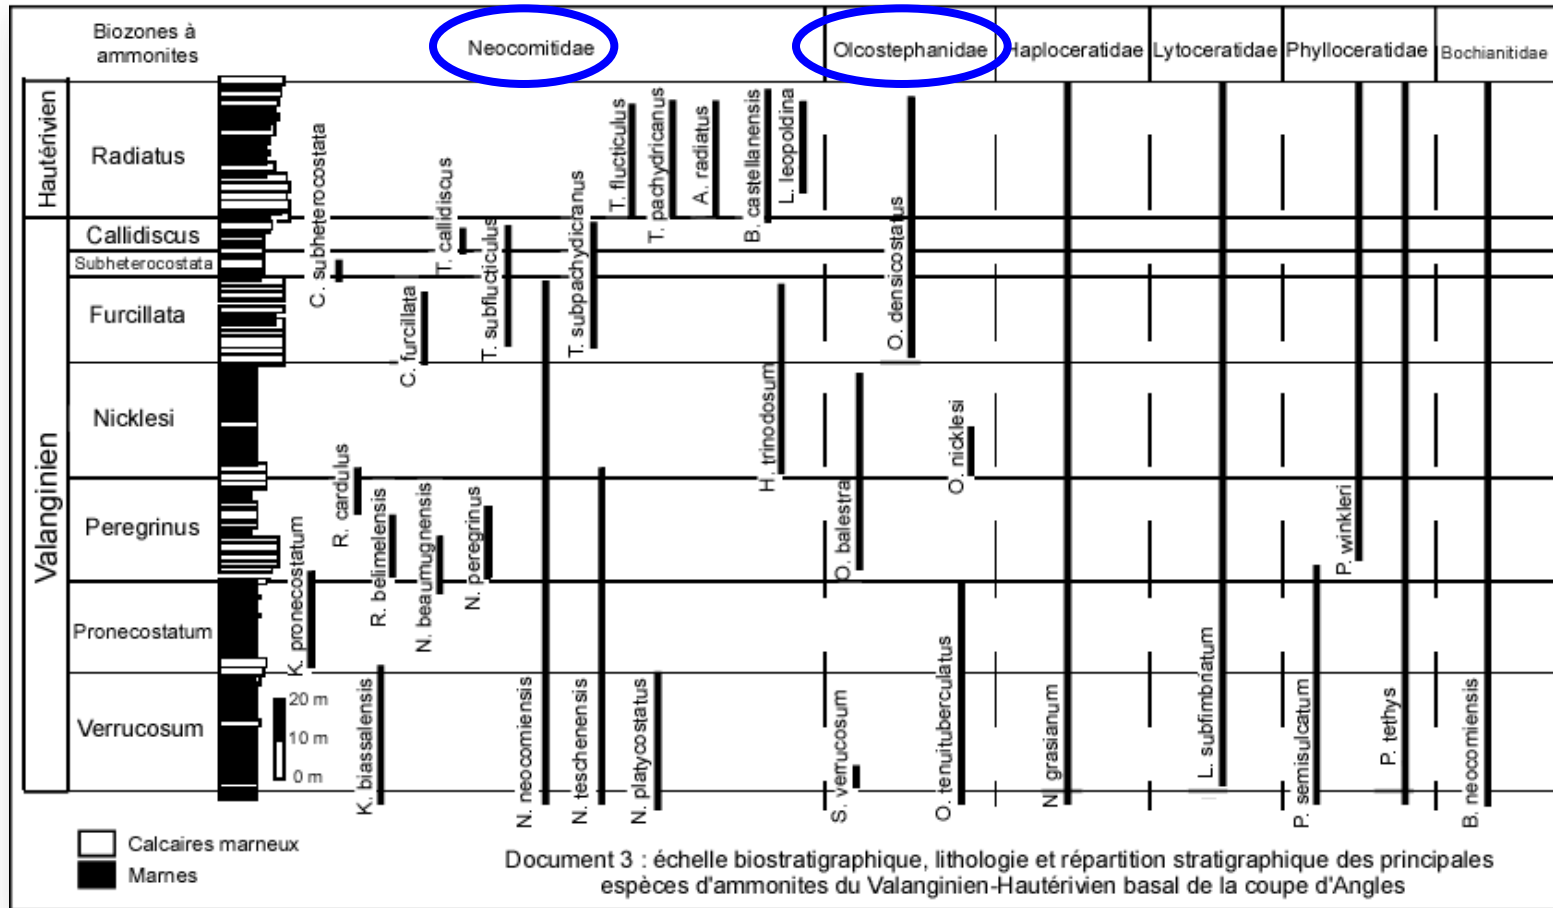 Biozones à
ammonites
Neocomitidae
Olcostephanidae
Haploceratidae
Lytoceratidae
Phylloceratidae
Bochianitidae
Hautérivien
Valanginien
Radiatus
Callidiscus
Subheterocostata
Furcillata
Nicklesi
Peregrinus
Pronecostatum
Verrucosum
K. pronecostatum
C. subheterocostata
R. cardulus
K. biassalensis
R. belimelensis
C. furcillata
N. beaumugnensis
T. callidiscus
N. peregrinus
T. subflucticulus
N. neocomiensis
T. subpachydicranus
N. teschenensis
T. flucticulus
N. platycostatus
T. pachydricanus
A. radiatus
B. castellanensis
H. trinodosum
L. leopoldina
S. verrucosum
O. balestra
O. densicostatus
O. tenuituberculatus
O. nicklesi
N. grasianum
L. subfimbriatum
P. semisulcatum
P. winkleri
P. tethys
B. neocomiensis
20 m
10 m
0 m
Calcaires marneux
Marnes
Document 3 : échelle biostratigraphique, lithologie et répartition stratigraphique des principales
espèces d'ammonites du Valanginien-Hautérivien basal de la coupe d'Angles